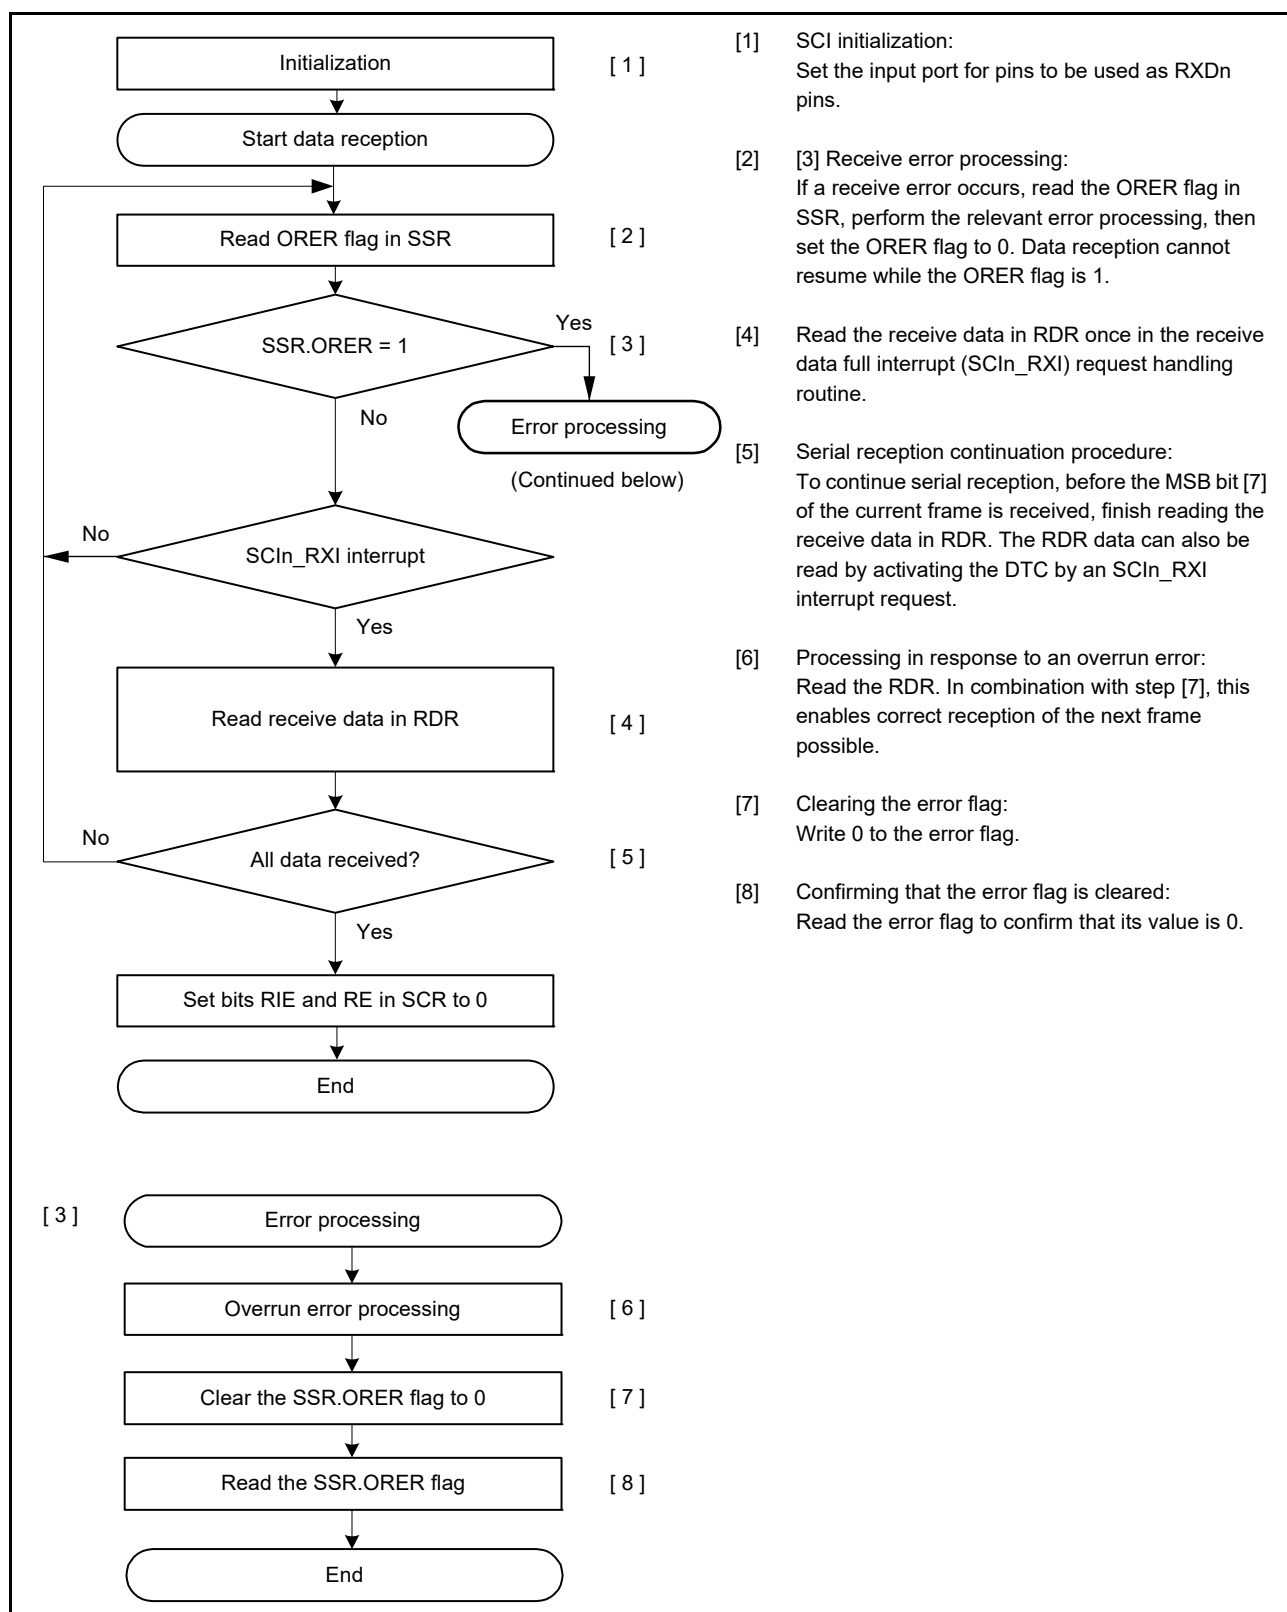 Initialization
[ 1 ]
Start data reception
Read ORER flag in SSR
[ 2 ]
SSR.ORER = 1
Yes
[ 3 ]
No
Error processing
(Continued below)
No
SCIn_RXI interrupt
Yes
Read receive data in RDR
[ 4 ]
No
All data received?
[ 5 ]
Yes
Set bits RIE and RE in SCR to 0
End
[1] SCI initialization:
Set the input port for pins to be used as RXDn
pins.
[2] [3] Receive error processing:
If a receive error occurs, read the ORER flag in
SSR, perform the relevant error processing, then
set the ORER flag to 0. Data reception cannot
resume while the ORER flag is 1.
[4] Read the receive data in RDR once in the receive
data full interrupt (SCIn_RXI) request handling
routine.
[5] Serial reception continuation procedure:
To continue serial reception, before the MSB bit [7]
of the current frame is received, finish reading the
receive data in RDR. The RDR data can also be
read by activating the DTC by an SCIn_RXI
interrupt request.
[6] Processing in response to an overrun error:
Read the RDR. In combination with step [7], this
enables correct reception of the next frame
possible.
[7] Clearing the error flag:
Write 0 to the error flag.
[8] Confirming that the error flag is cleared:
Read the error flag to confirm that its value is 0.
[ 3 ]
Error processing
Overrun error processing
[ 6 ]
Clear the SSR.ORER flag to 0
[ 7 ]
Read the SSR.ORER flag
[ 8 ]
End